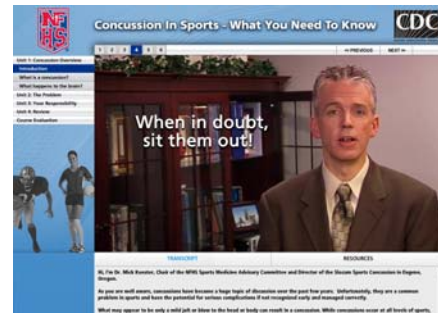 NF
HS
Concussion In Sports - What You Need To Know
CDC
1 2 3 4 5 6
<< PREVIOUS NEXT >>
Unit 1: Concussion Overview
Introduction
What is a concussion?
What happens in the brain?
Unit 2: The Problem
Unit 3: Your Responsibility
Unit 4: Review
Course Evaluation
When in doubt,
sit them out!
TRANSCRIPT RESOURCES
Hi, I'm Dr. Mick Koester, Chair of the NFHS Sports Medicine Advisory Committee and Director of the Slocum Sports Concussion in Eugene,
Oregon.
As you are well aware, concussions have become a huge topic of discussion over the past few years. Unfortunately, they are a common
problem in sports and have the potential for serious complications if not recognized early and managed correctly.
What may appear to be only a mild jolt or blow to the head or body can result in a concussion. While concussions occur at all levels of sports,